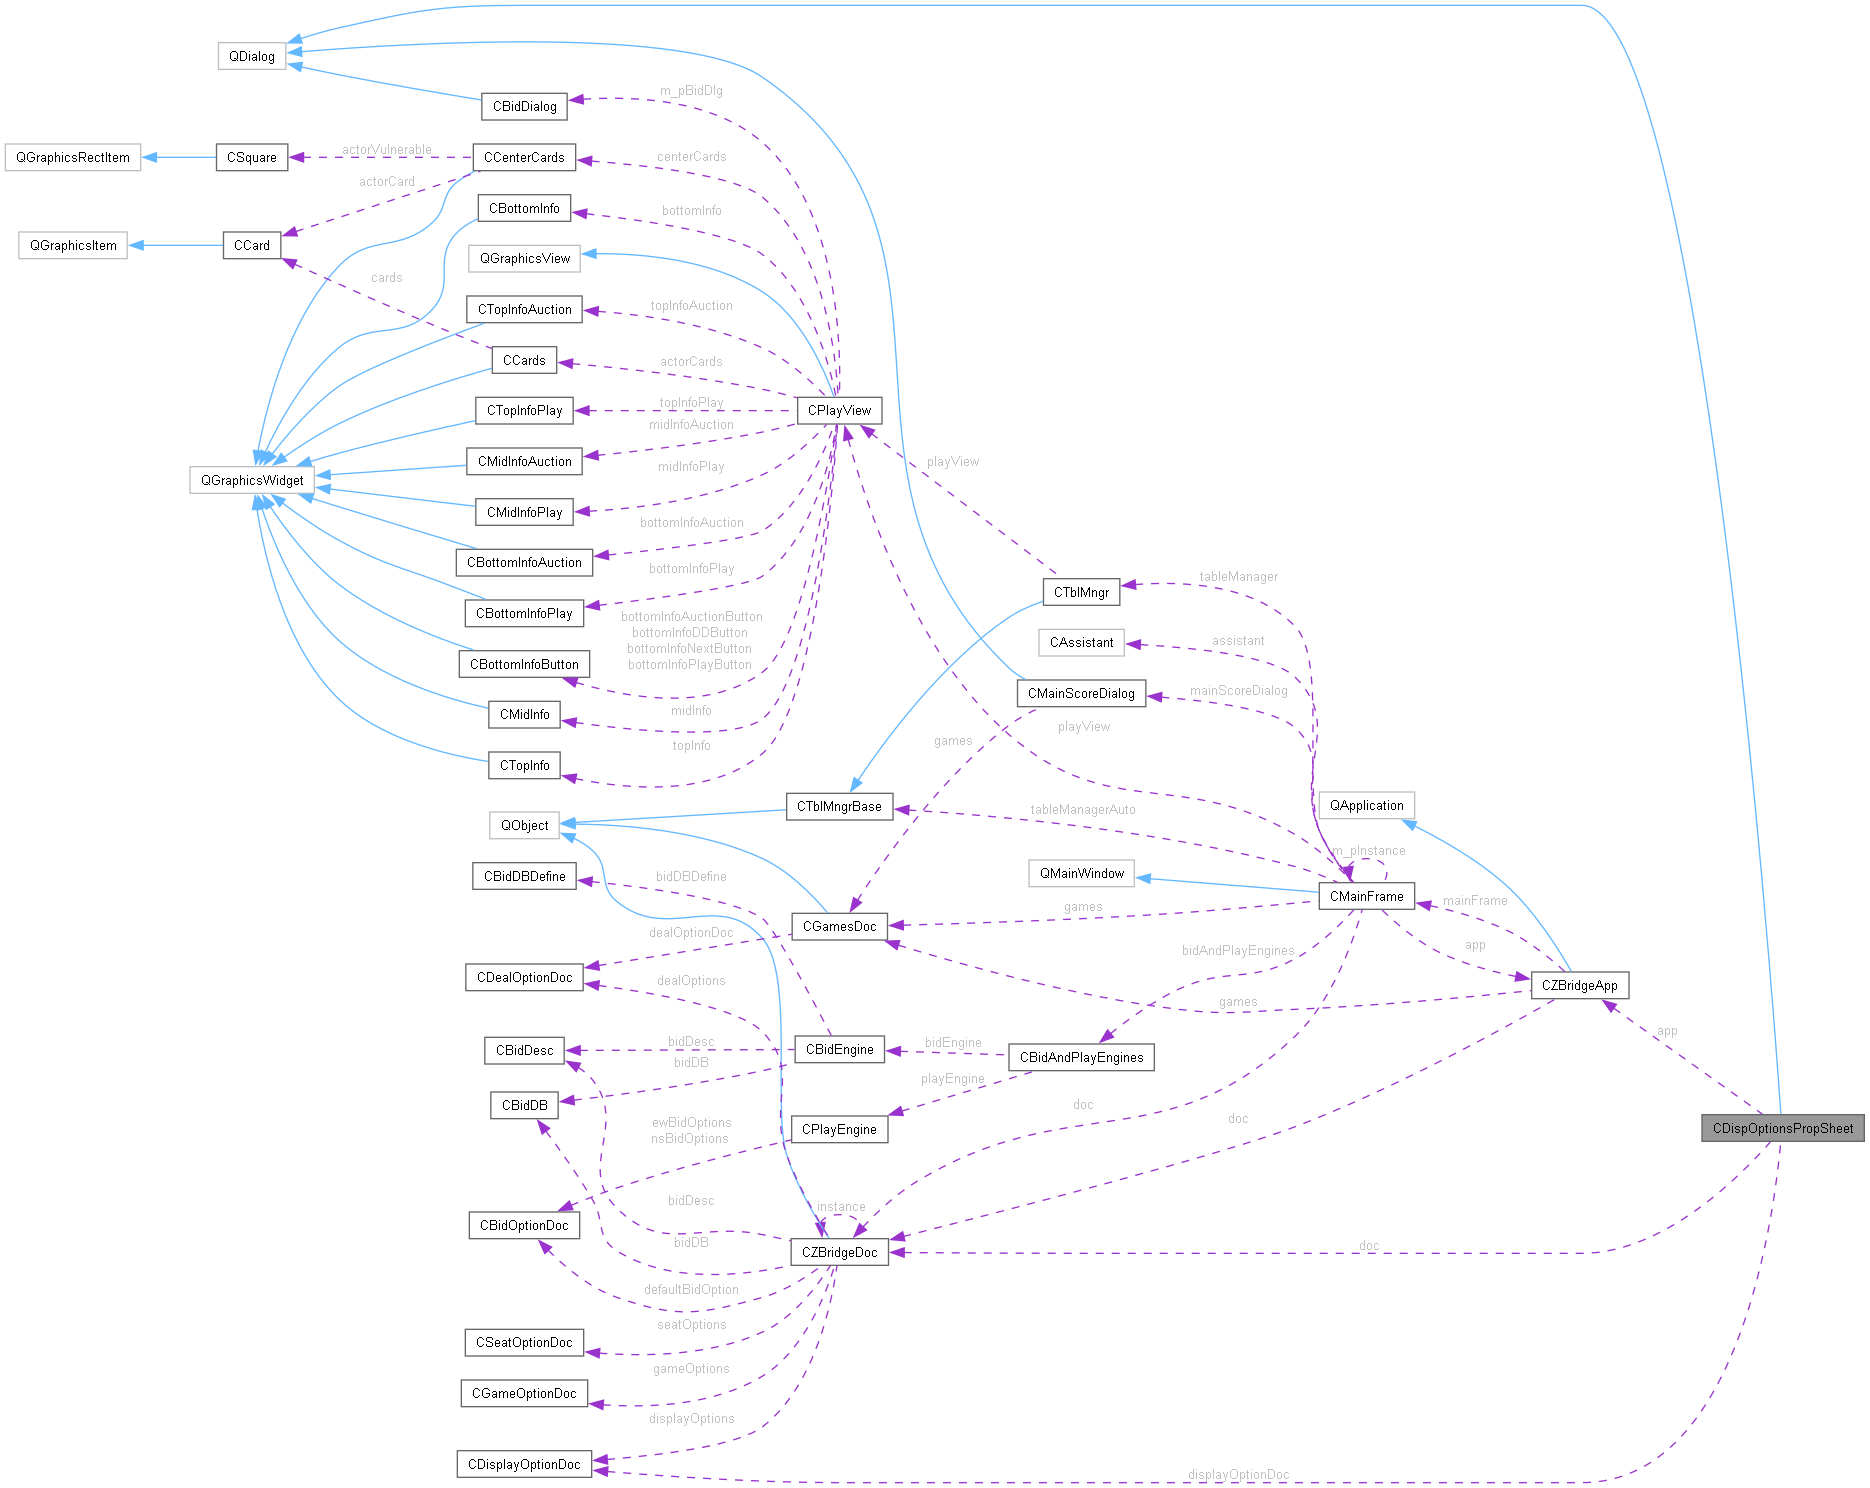 QDialog
CBidDialog
m_pBidDlg
QGraphicsRectItem
CSquare
actorVulnerable
CCenterCards
centerCards
actorCard
CBottomInfo
bottomInfo
QGraphicsItem
CCard
QGraphicsView
cards
CTopInfoAuction
topInfoAuction
CCards
actorCards
CTopInfoPlay
topInfoPlay
CPlayView
midInfoAuction
CMidInfoAuction
playView
midInfoPlay
QGraphicsWidget
CMidInfoPlay
bottomInfoAuction
CBottomInfoAuction
bottomInfoPlay
tableManager
CTblMngr
CBottomInfoPlay
bottomInfoAuctionButton
bottomInfoDDButton
bottomInfoNextButton
bottomInfoPlayButton
CAssistant
assistant
CBottomInfoButton
CMainScoreDialog
mainScoreDialog
CMidInfo
midInfo
playView
games
topInfo
CTopInfo
CTblMngrBase
tableManagerAuto
QApplication
QObject
m_pInstance
CBidDBDefine
bidDBDefine
QMainWindow
CMainFrame
mainFrame
games
CGamesDoc
dealOptionDoc
bidAndPlayEngines
app
CDealOptionDoc
dealOptions
CZBridgeApp
games
app
CBidDesc
bidDesc
CBidEngine
bidEngine
CBidAndPlayEngines
bidDB
playEngine
CBidDB
doc
doc
ewBidOptions
nsBidOptions
CPlayEngine
CDispOptionsPropSheet
bidDesc
instance
CBidOptionDoc
bidDB
CZBridgeDoc
doc
defaultBidOption
seatOptions
CSeatOptionDoc
gameOptions
CGameOptionDoc
displayOptions
CDisplayOptionDoc
displayOptionDoc